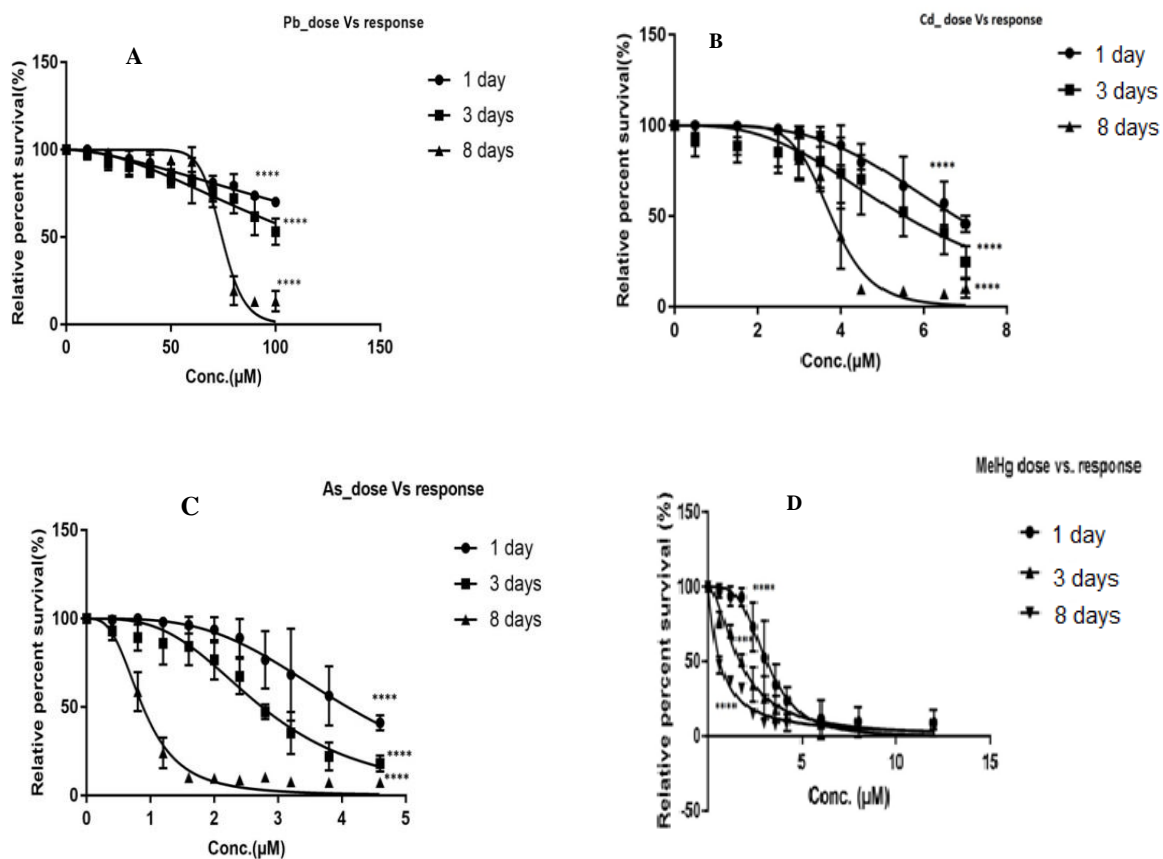 Pb_dose Vs response
A
Relative percent survival(%)
150
100
50
0
0 50 100 150
Conc.(µM)
1 day
3 days
8 days
****
****
****
Cd_ dose Vs response
B
Relative percent survival(%)
150
100
50
0
0 2 4 6 8
Conc.(µM)
1 day
3 days
8 days
****
****
****
As_dose Vs response
C
Relative percent survival(%)
150
100
50
0
0 1 2 3 4 5
Conc.(µM)
1 day
3 days
8 days
****
****
****
MeHg dose vs. response
D
Relative percent survival (%)
150
100
50
0
-50
5 10 15
Conc. (µM)
1 day
3 days
8 days
****
****
****